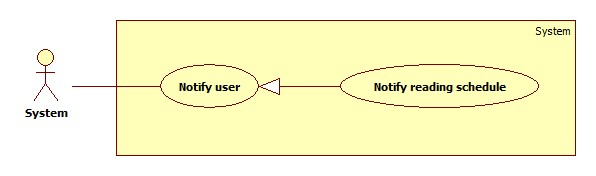 System
Notify user
Notify reading schedule
System